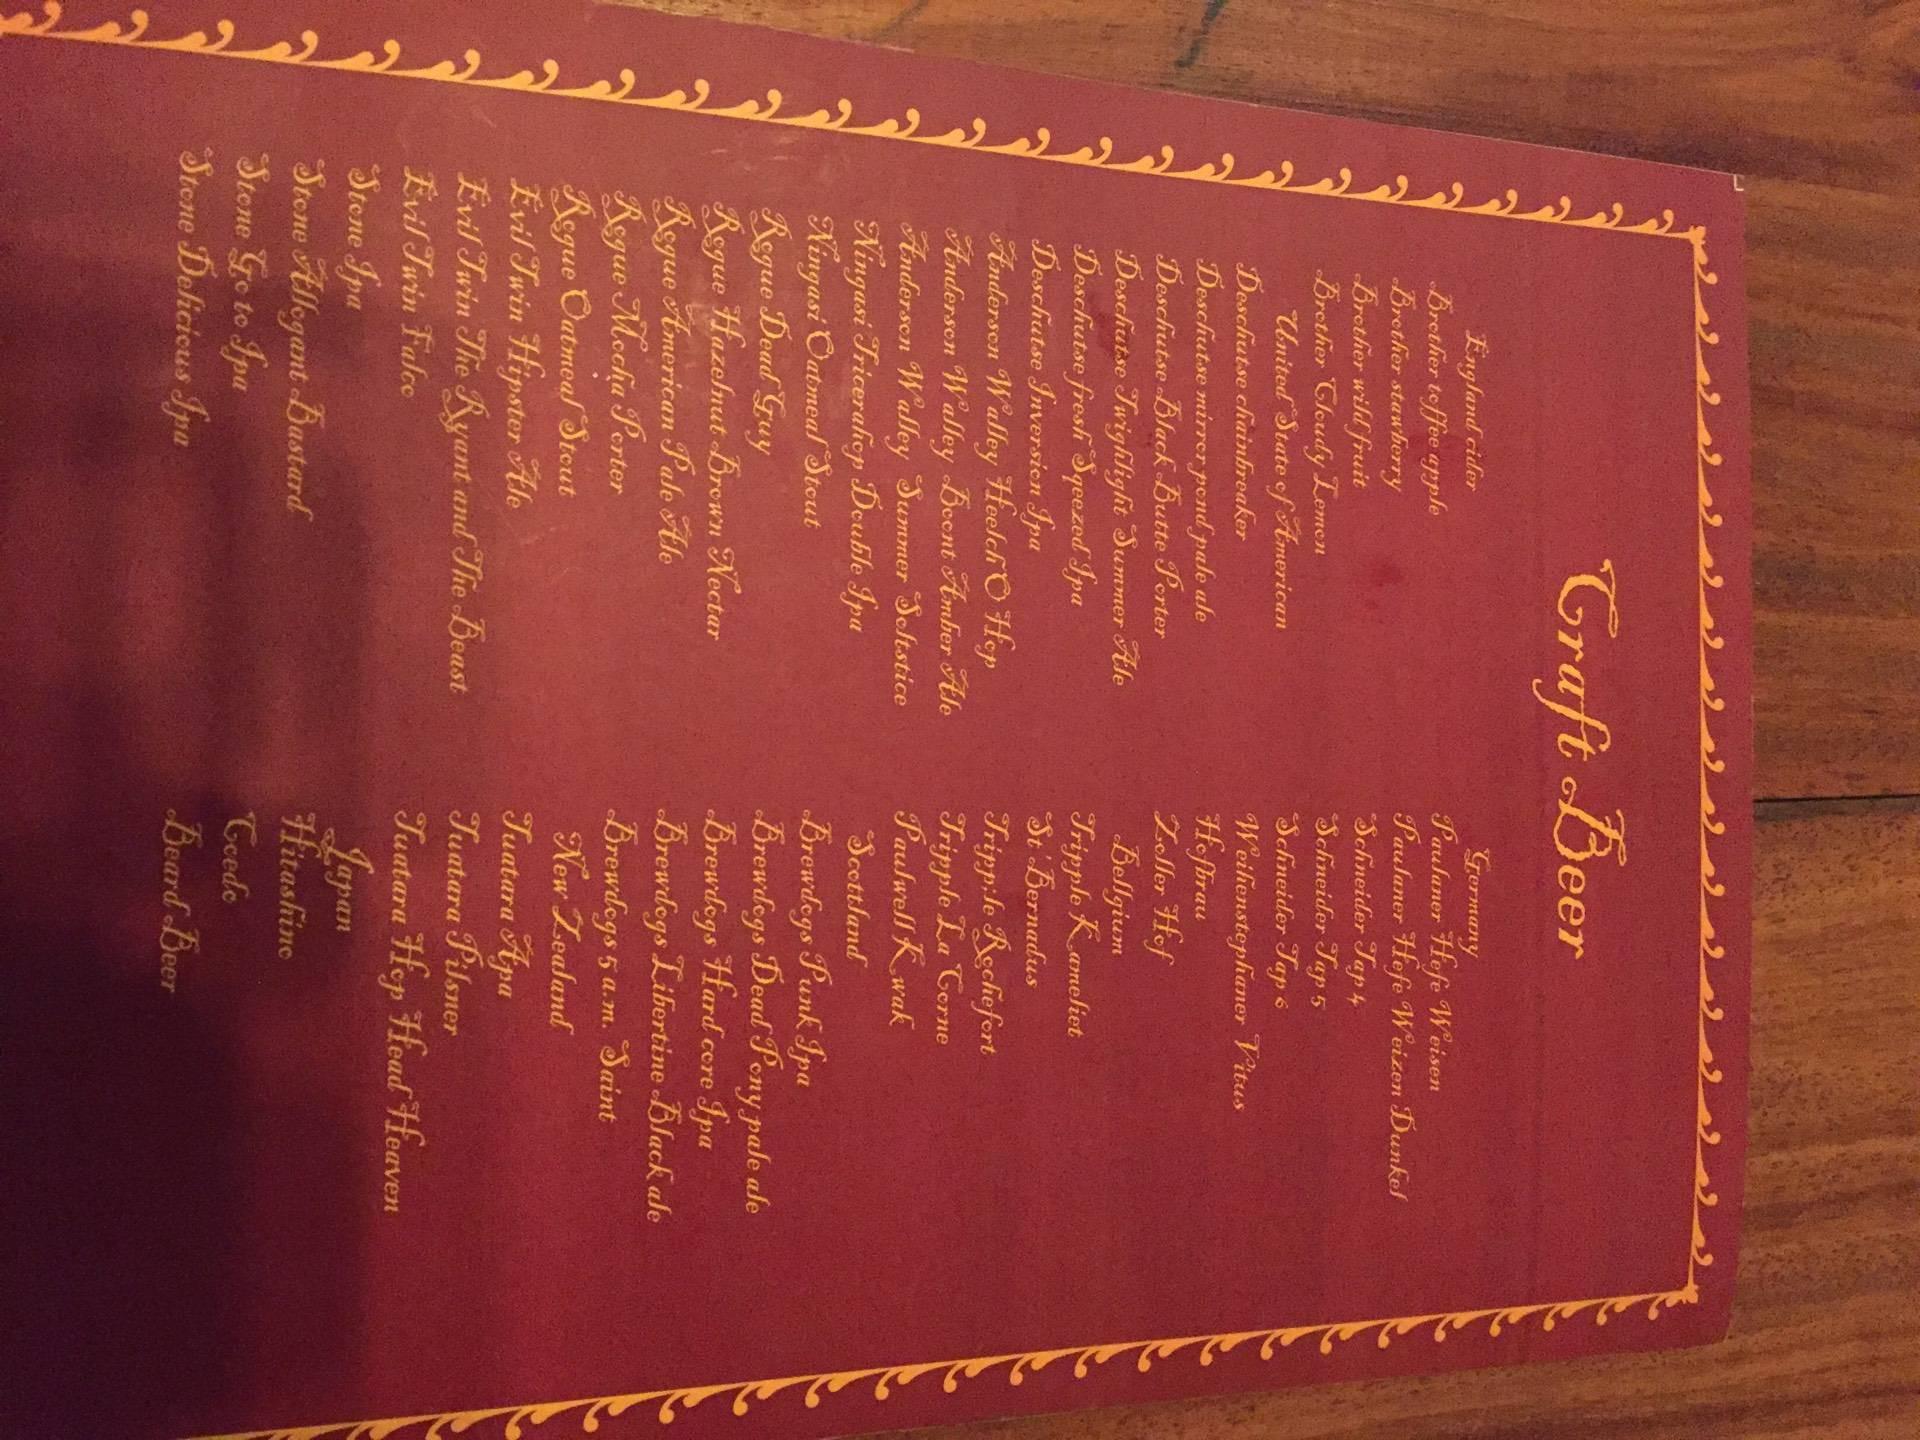 Craft Beer
England cider
Brother toffee apple
Brother stawberry
Brother wild fruit
Brother Cloudy Lemon
United State of American
Deschutse chainbreaker
Deschutse mirror pond pale ale
Deschutse Black Butte Porter
Deschutse Twighlight Summer Ale
Deschutse fresh Sqeezed Ipa
Deschutse Inversion Ipa
Anderson Walley Heelch O Hop
Anderson Walley Boont Amber Ale
Anderson Walley Summer Solstice
Ningasi Tricerahop Double Ipa
Ningasi Oatmeal Stout
Rogue Dead Guy
Rogue Hazelnut Brown Nectar
Rogue American Pale Ale
Rogue Mocha Porter
Rogue Oatmeal Stout
Evil Twin Hipster Ale
Evil Twin The Ryant and The Beast
Evil Twin Falco
Stone Ipa
Stone Allogant Bastard
Stone Go to Ipa
Stone Delicious Ipa
Germany
Paulaner Hefe Weisen
Paulaner Hefe Weizen Dunkel
Schneider Tap 4
Schneider Tap 5
Schneider Tap 6
Weihenstephaner Vitus
Hofbrau
Zoller Hof
Bellgium
Tripple Kameliet
St' Bernadus
Tripp;le Rochefort
Tripple La Corne
Paulwell Kwak
Scottland
Brewdogs Punk Ipa
Brewdogs Dead Pony pale ale
Brewdogs Hard core Ipa
Brewdogs Libertine Black ale
Brewdogs 5 a.m. Saint
New Zealand
Tuatara Apa
Tuatara Pilsner
Tuatara Hop Head Heaven
Japan
Hitashino
Coedo
Beard Beer